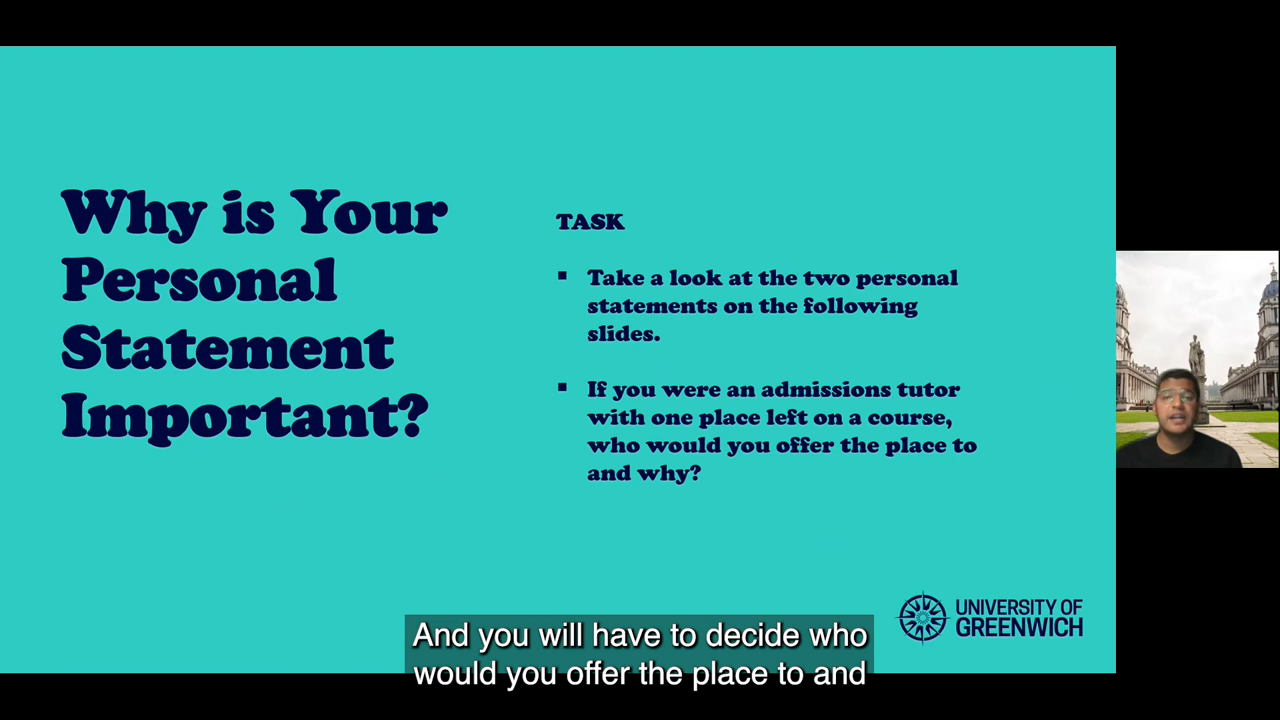 Why is Your
Personal
Statement
Important?
TASK
▪ Take a look at the two personal
statements on the following
slides.
▪ If you were an admissions tutor
with one place left on a course,
who would you offer the place to
and why?
UNIVERSITY OF
GREENWICH
And you will have to decide who
would you offer the place to and